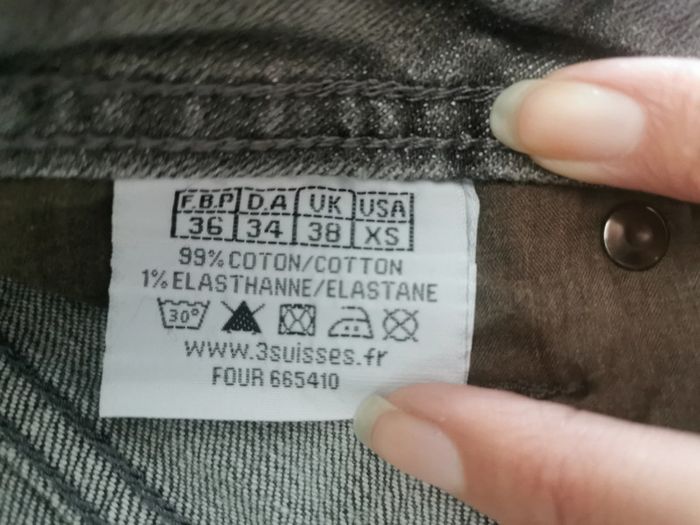 F.B.P D.A UK USA
36 34 38 XS
99% COTON/COTTON
1% ELASTHANNE/ELASTANE
30°
www.3suisses.fr
FOUR 665410